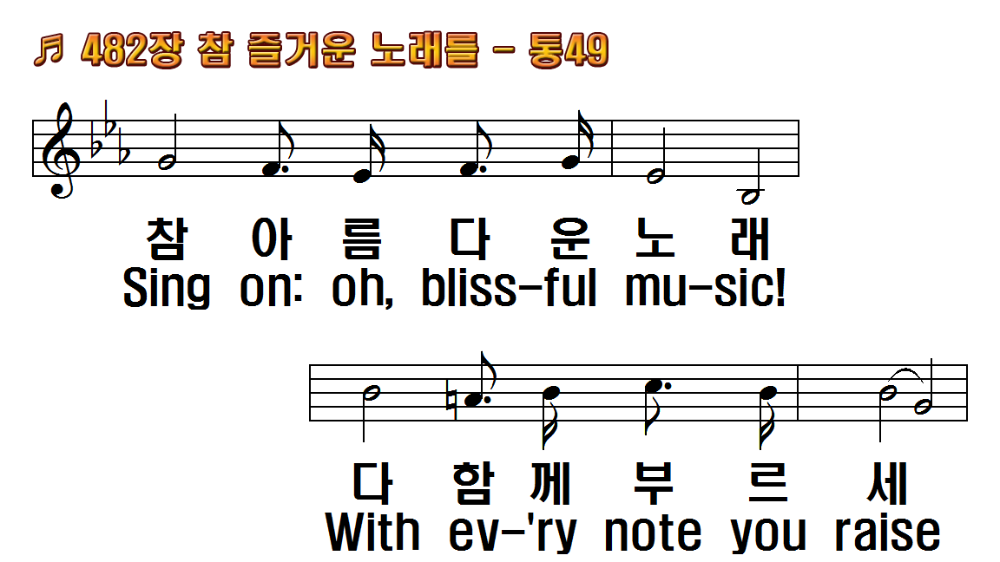 ♬ 482장 참 즐거운 노래를 - 통49
참 아 름 다 운 노 래
Sing on: oh, bliss-ful mu-sic!
다 함 께 부 르 세
With ev-'ry note you raise